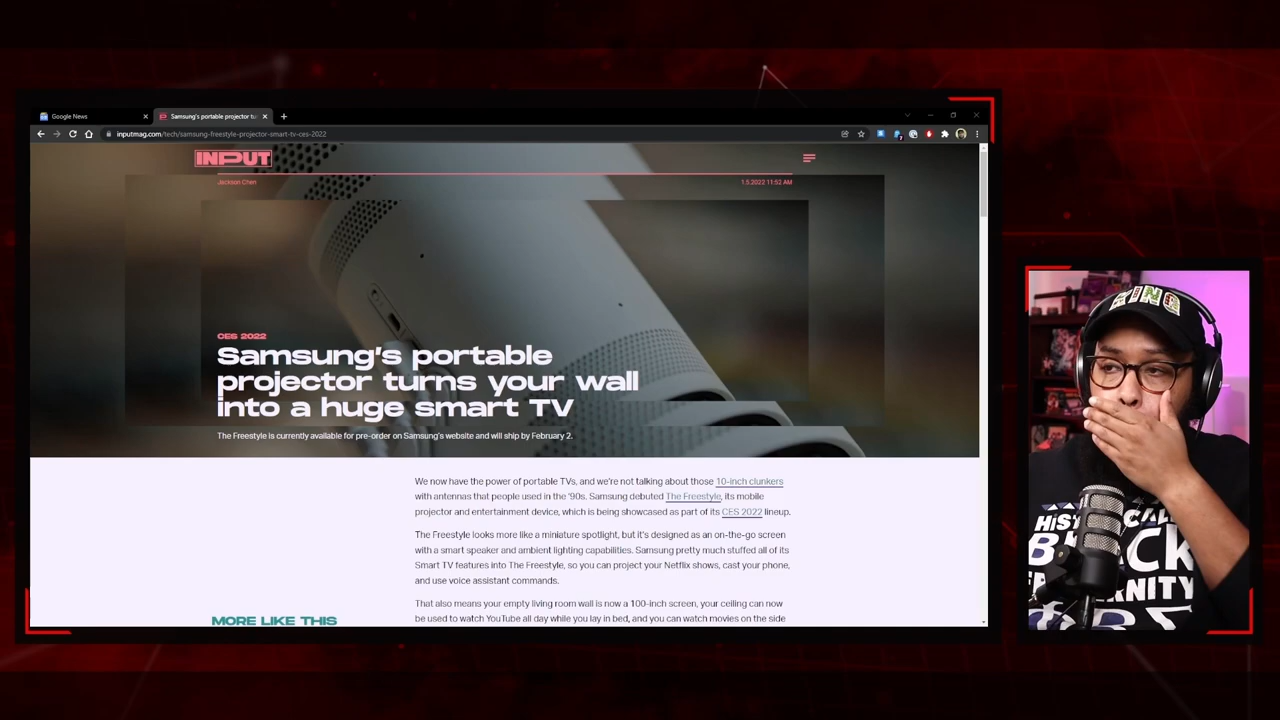 Google News
Samsung's portable projector tu
inputmag.com/tech/samsung-freestyle-projector-smart-tv-ces-2022
INPUT
Jackson Chen
1.5.2022 11:52 AM
CES 2022
Samsung's portable
projector turns your wall
into a huge smart TV
The Freestyle is currently available for pre-order on Samsung's website and will ship by February 2.
We now have the power of portable TVs, and we're not talking about those 10-inch clunkers
with antennas that people used in the '90s. Samsung debuted The Freestyle, its mobile
projector and entertainment device, which is being showcased as part of its CES 2022 lineup.
The Freestyle looks more like a miniature spotlight, but it's designed as an on-the-go screen
with a smart speaker and ambient lighting capabilities. Samsung pretty much stuffed all of its
Smart TV features into The Freestyle, so you can project your Netflix shows, cast your phone,
and use voice assistant commands.
That also means your empty living room wall is now a 100-inch screen, your ceiling can now
be used to watch YouTube all day while you lay in bed, and you can watch movies on the side
MORE LIKE THIS
HiSTORiCALL
BLACK